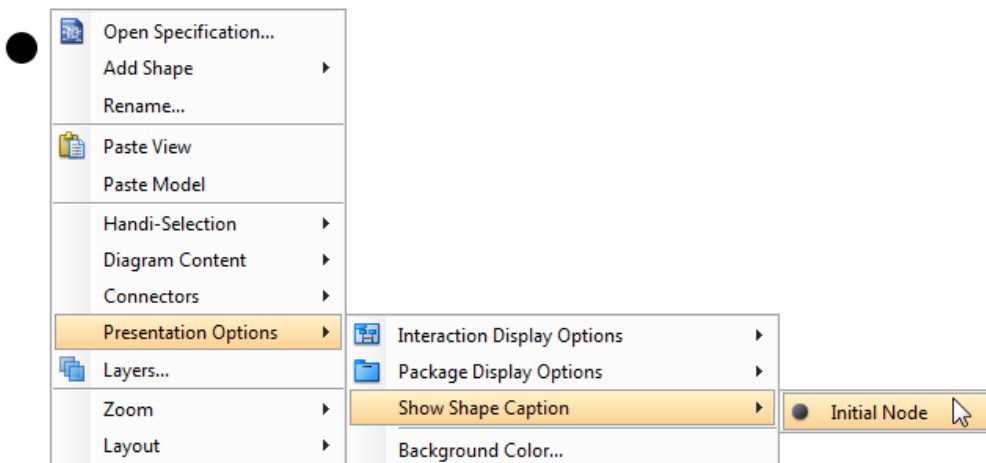 Open Specification...
Add Shape
Rename...
Paste View
Paste Model
Handi-Selection
Diagram Content
Connectors
Presentation Options
Layers...
Zoom
Layout
Interaction Display Options
Package Display Options
Show Shape Caption
Background Color...
Initial Node